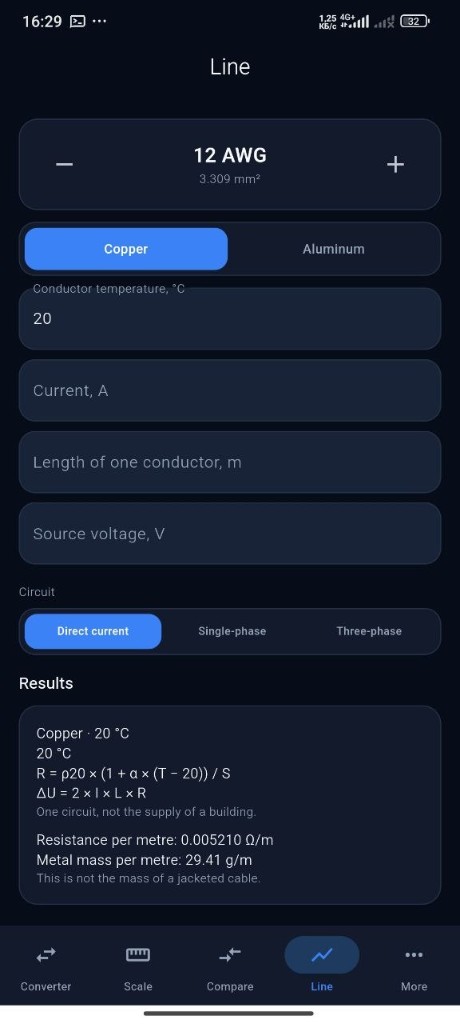 16:29
1,25 КБ/с 4G+ 32
Line
12 AWG
3.309 mm²
Copper Aluminum
Conductor temperature, °C
20
Current, A
Length of one conductor, m
Source voltage, V
Circuit
Direct current Single-phase Three-phase
Results
Copper · 20 °C
20 °C
R = ρ20 × (1 + α × (T − 20)) / S
ΔU = 2 × I × L × R
One circuit, not the supply of a building.
Resistance per metre: 0.005210 Ω/m
Metal mass per metre: 29.41 g/m
This is not the mass of a jacketed cable.
Converter Scale Compare Line More